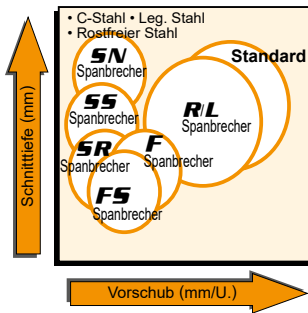 • C-Stahl • Leg. Stahl
• Rostfreier Stahl
SN
Spanbrecher
Standard
SS
Spanbrecher
R/L
Spanbrecher
SR
Spanbrecher
F
Spanbrecher
FS
Spanbrecher
Schnitttiefe (mm)
Vorschub (mm/U.)